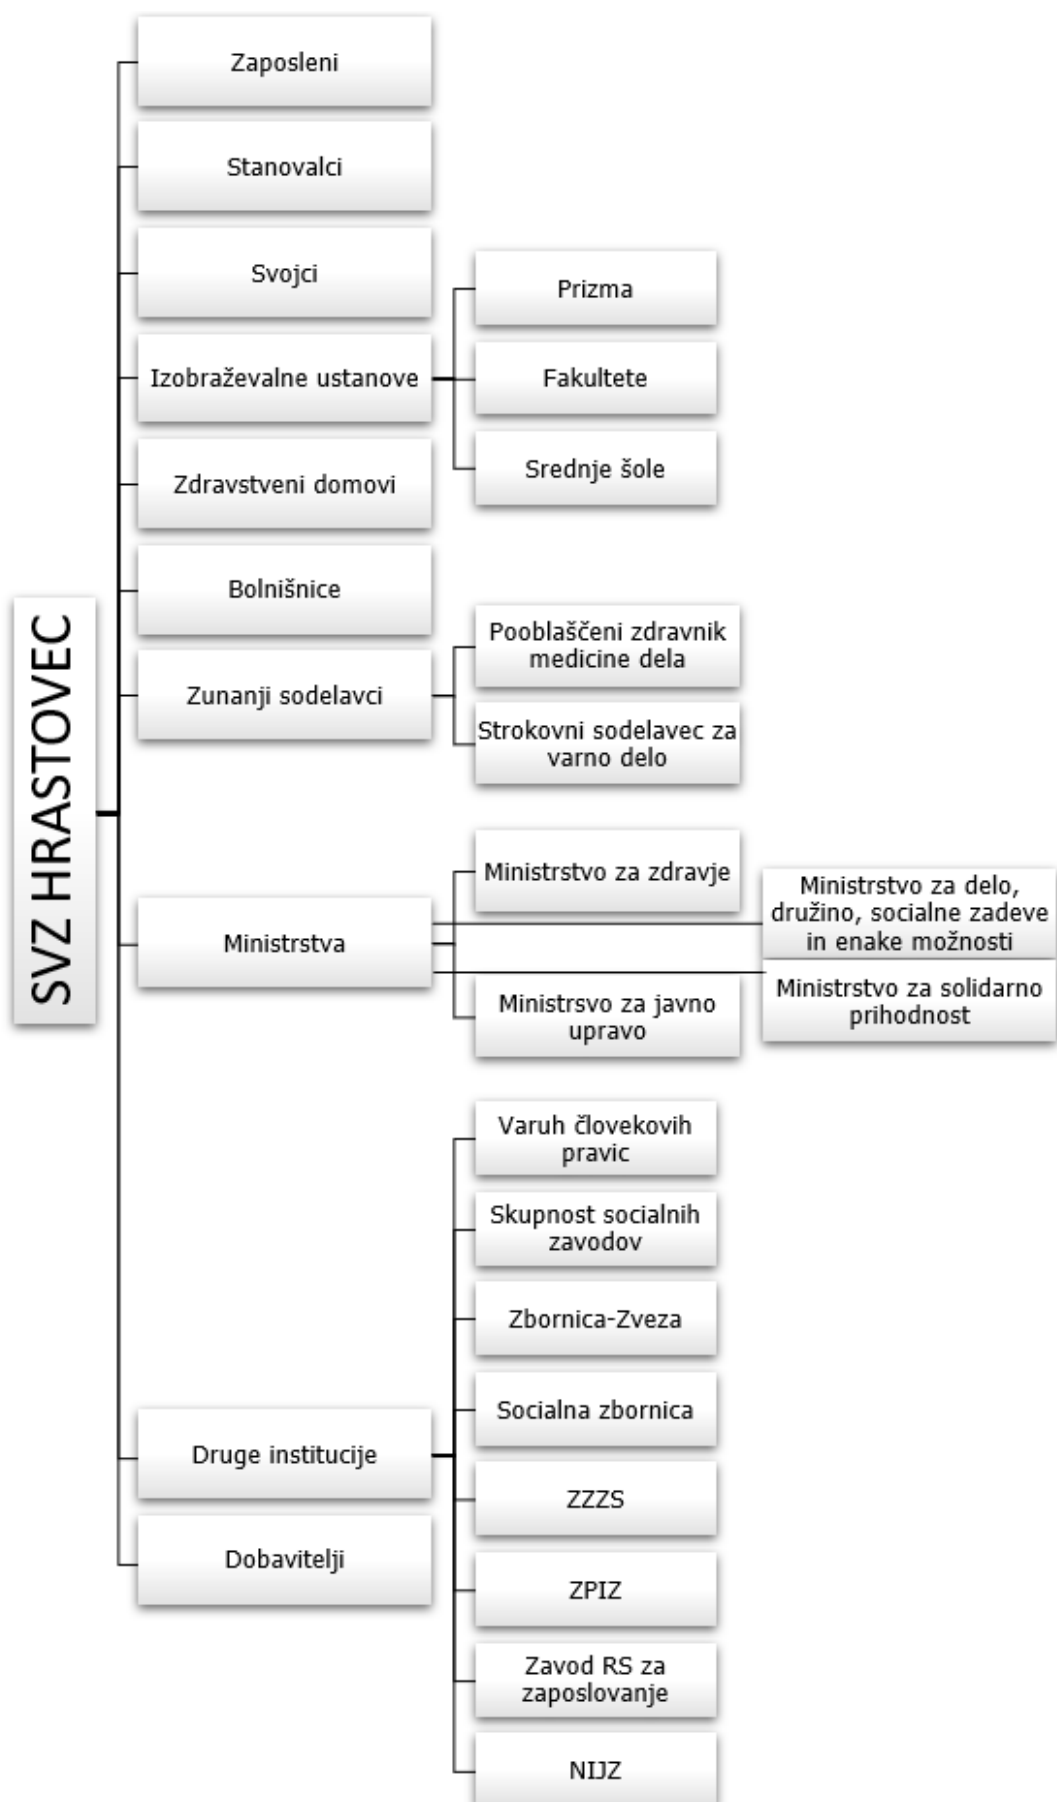 SVZ HRASTOVEC
Zaposleni
Stanovalci
Svojci
Izobraževalne ustanove
Prizma
Fakultete
Srednje šole
Zdravstveni domovi
Bolnišnice
Zunanji sodelavci
Pooblaščeni zdravnik
medicine dela
Strokovni sodelavec za
varno delo
Ministrstva
Ministrstvo za zdravje
Ministrstvo za delo,
družino, socialne zadeve
in enake možnosti
Ministrstvo za solidarno
prihodnost
Ministrsvo za javno
upravo
Druge institucije
Varuh človekovih
pravic
Skupnost socialnih
zavodov
Zbornica-Zveza
Socialna zbornica
ZZZS
ZPIZ
Zavod RS za
zaposlovanje
NIJZ
Dobavitelji